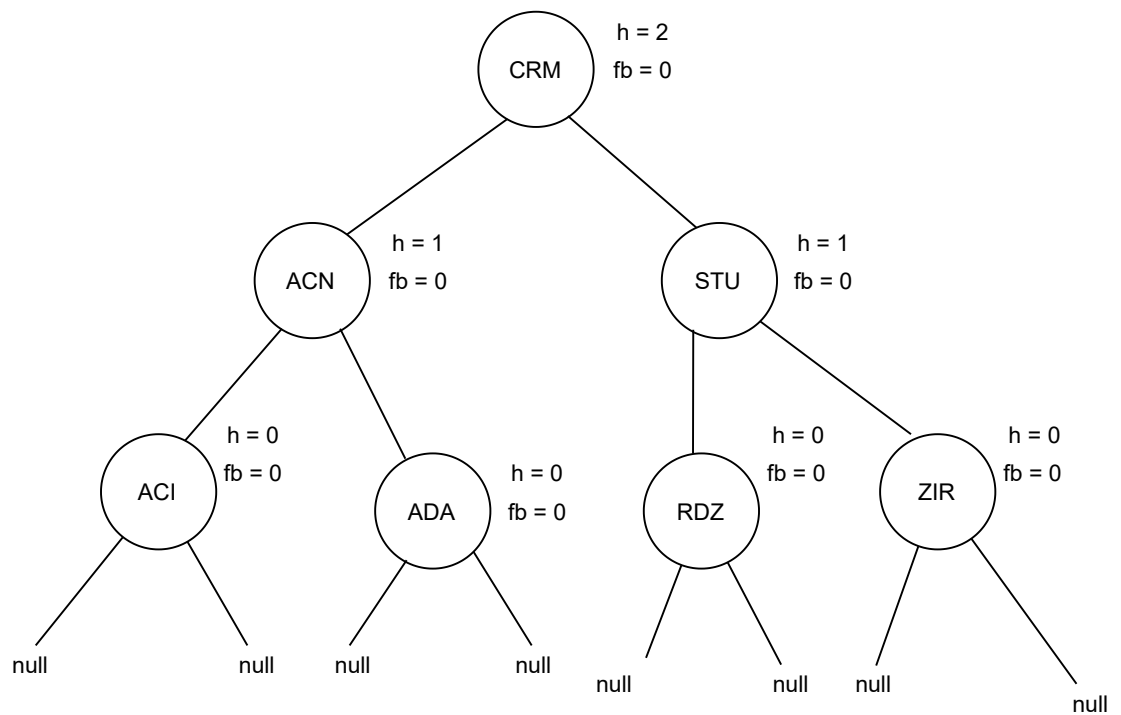 h = 2
CRM
fb = 0
h = 1
ACN
fb = 0
h = 1
STU
fb = 0
h = 0
fb = 0
ACI
h = 0
fb = 0
ADA
h = 0
fb = 0
RDZ
h = 0
fb = 0
ZIR
null
null
null
null
null
null
null
null